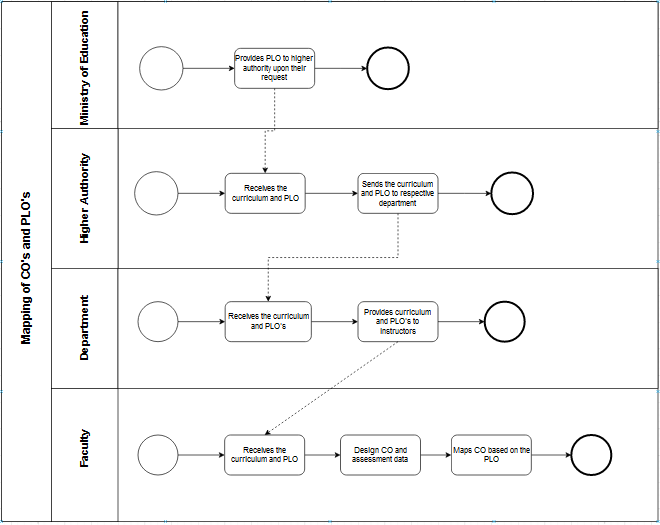 Mapping of CO's and PLO's
Ministry of Education
Provides PLO to higher
authority upon their
request
Higher Authority
Receives the
curriculum and PLO
Sends the curriculum
and PLO to respective
department
Department
Receives the curriculum
and PLO's
Provides curriculum
and PLO's to
instructors
Faculty
Receives the
curriculum and PLO
Design CO and
assessment data
Maps CO based on the
PLO